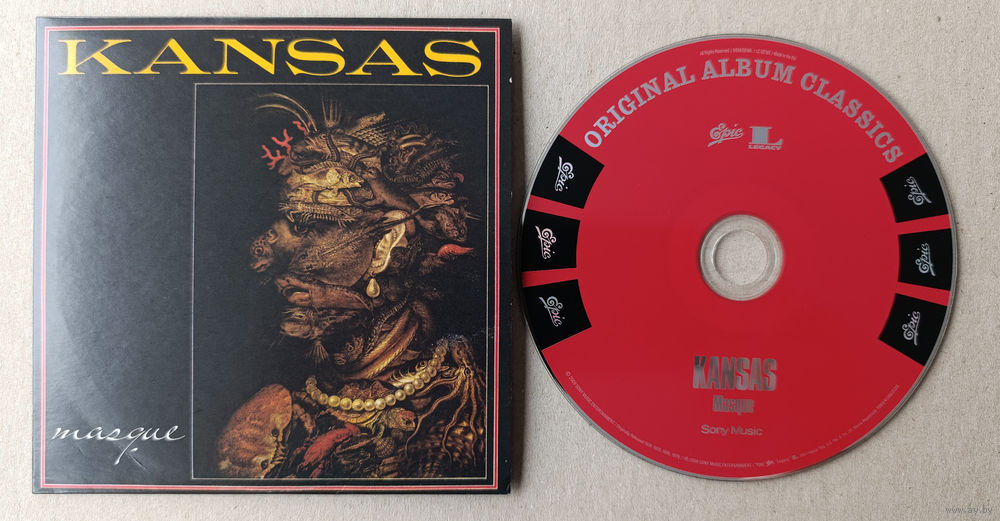 KANSAS
masque
ORIGINAL ALBUM CLASSICS
Epic
L
LEGACY
Epic
Epic
Epic
Epic
Epic
Epic
KANSAS
Masque
Sony Music
www.ay.by